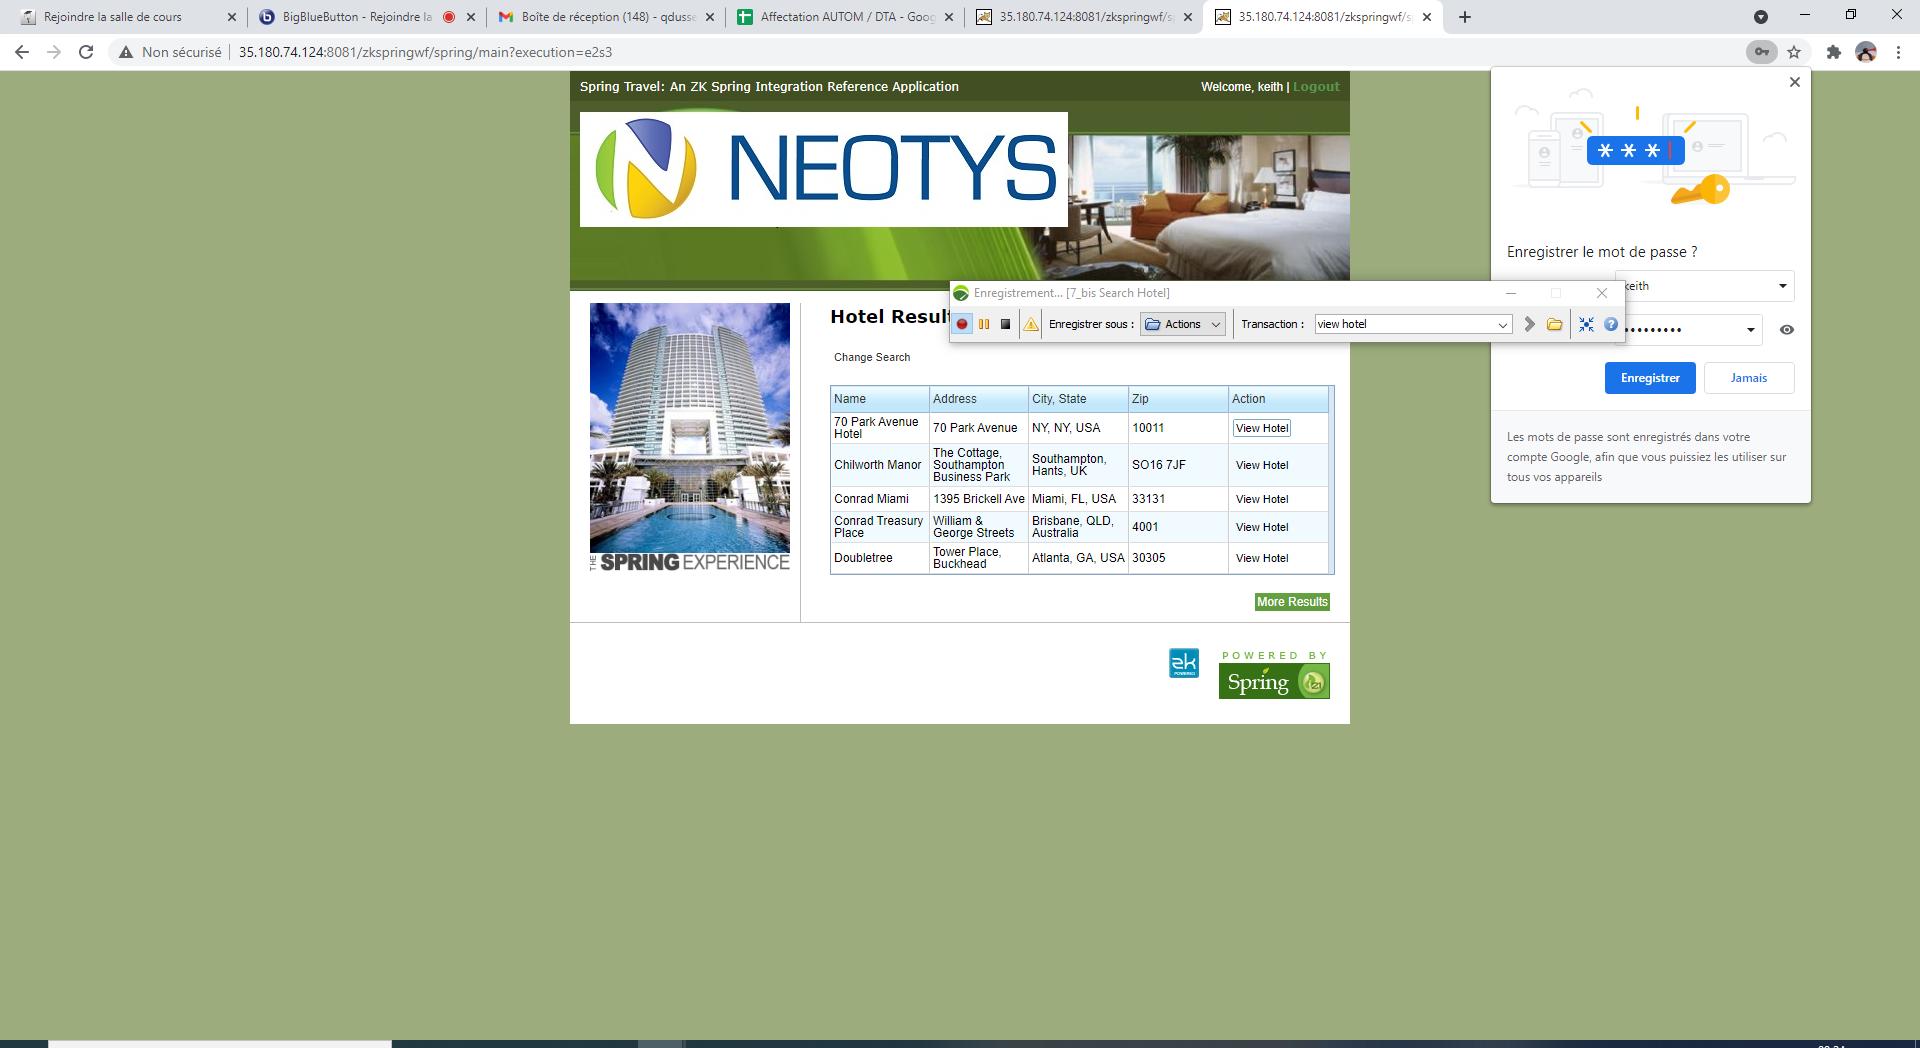 Rejoindre la salle de cours
BigBlueButton - Rejoindre la
Boîte de réception (148) - qdusse
Affectation AUTOM / DTA - Goog
35.180.74.124:8081/zkspringwf/s
35.180.74.124:8081/zkspringwf/s
Non sécurisé
35.180.74.124:8081/zkspringwf/spring/main?execution=e2s3
Spring Travel: An ZK Spring Integration Reference Application
Welcome, keith | Logout
NEOTYS
Enregistrer le mot de passe ?
keith
Enregistrer
Jamais
Les mots de passe sont enregistrés dans votre
compte Google, afin que vous puissiez les utiliser sur
tous vos appareils
Enregistrement... [7_bis Search Hotel]
Enregistrer sous :
Actions
Transaction :
view hotel
Hotel Resul
Change Search
Name Address City, State Zip Action
70 Park Avenue
Hotel
70 Park Avenue
NY, NY, USA
10011
View Hotel
Chilworth Manor
The Cottage,
Southampton
Business Park
Southampton,
Hants, UK
SO16 7JF
View Hotel
Conrad Miami
1395 Brickell Ave
Miami, FL, USA
33131
View Hotel
Conrad Treasury
Place
William &
George Streets
Brisbane, QLD,
Australia
4001
View Hotel
Doubletree
Tower Place,
Buckhead
Atlanta, GA, USA
30305
View Hotel
THE SPRING EXPERIENCE
More Results
zk
POWERED
POWERED BY
Spring